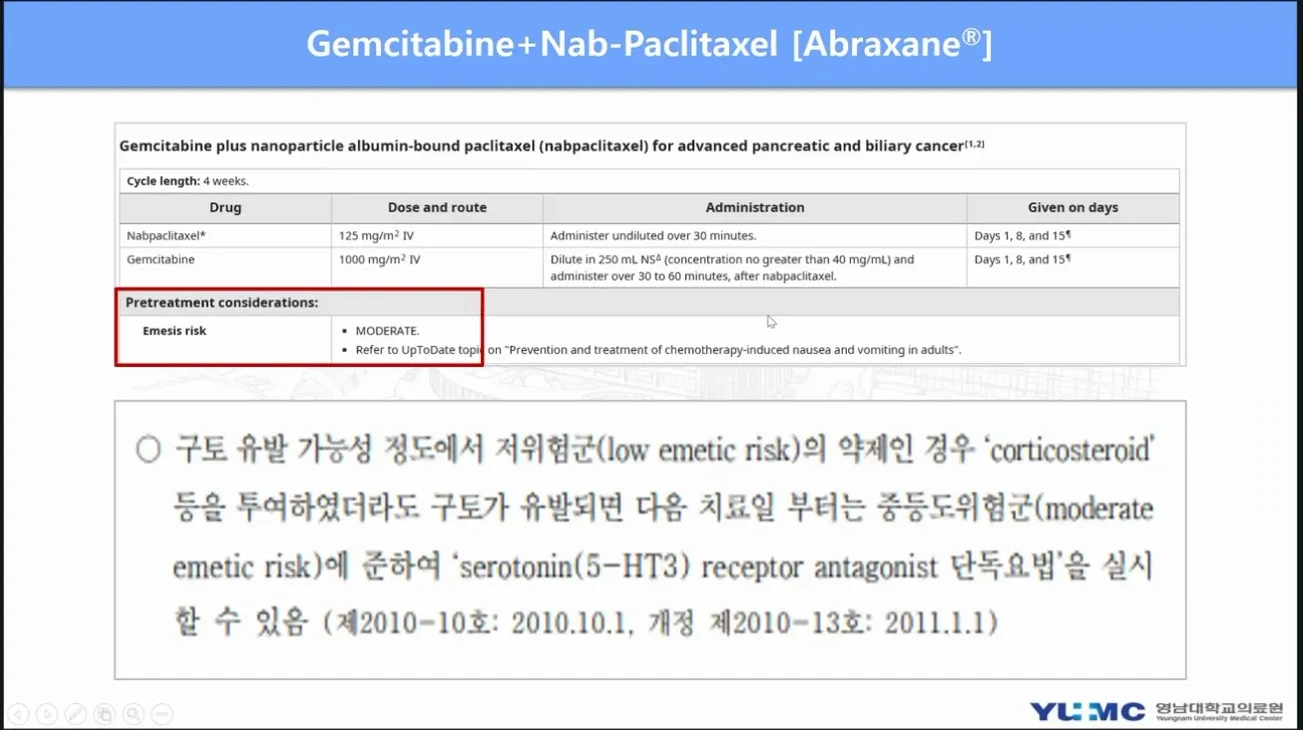 Gemcitabine+Nab-Paclitaxel [Abraxane®]
Gemcitabine plus nanoparticle albumin-bound paclitaxel (nabpaclitaxel) for advanced pancreatic and biliary cancer[1,2]
Cycle length: 4 weeks.
Drug Dose and route Administration Given on days
Nabpaclitaxel* 125 mg/m² IV Administer undiluted over 30 minutes. Days 1, 8, and 15¶
Gemcitabine 1000 mg/m² IV Dilute in 250 mL NSΔ (concentration no greater than 40 mg/mL) and Days 1, 8, and 15¶
administer over 30 to 60 minutes, after nabpaclitaxel.
Pretreatment considerations:
Emesis risk ▪ MODERATE.
▪ Refer to UpToDate topic on "Prevention and treatment of chemotherapy-induced nausea and vomiting in adults".
○ 구토 유발 가능성 정도에서 저위험군(low emetic risk)의 약제인 경우 'corticosteroid'
등을 투여하였더라도 구토가 유발되면 다음 치료일 부터는 중등도위험군(moderate
emetic risk)에 준하여 'serotonin(5-HT3) receptor antagonist 단독요법'을 실시
할 수 있음 (제2010-10호: 2010.10.1, 개정 제2010-13호: 2011.1.1)
YUMC 영남대학교의료원
Yeungnam University Medical Center